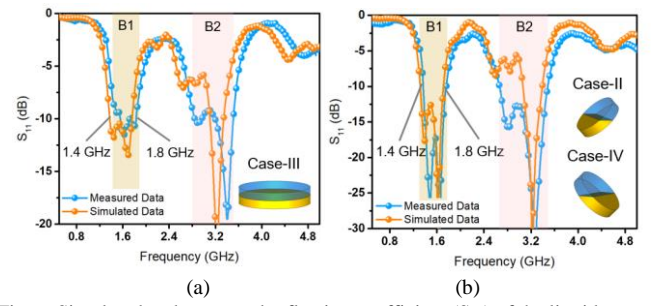 (a)
B1
B2
0
-5
-10
-15
-20
S11 (dB)
1.4 GHz
1.8 GHz
Case-III
Measured Data
Simulated Data
0.8 1.6 2.4 3.2 4.0 4.8
Frequency (GHz)
(a)
(b)
B1
B2
0
-5
-10
-15
-20
-25
-30
S11 (dB)
1.4 GHz
1.8 GHz
Case-II
Case-IV
Measured Data
Simulated Data
0.8 1.6 2.4 3.2 4.0 4.8
Frequency (GHz)
(b)